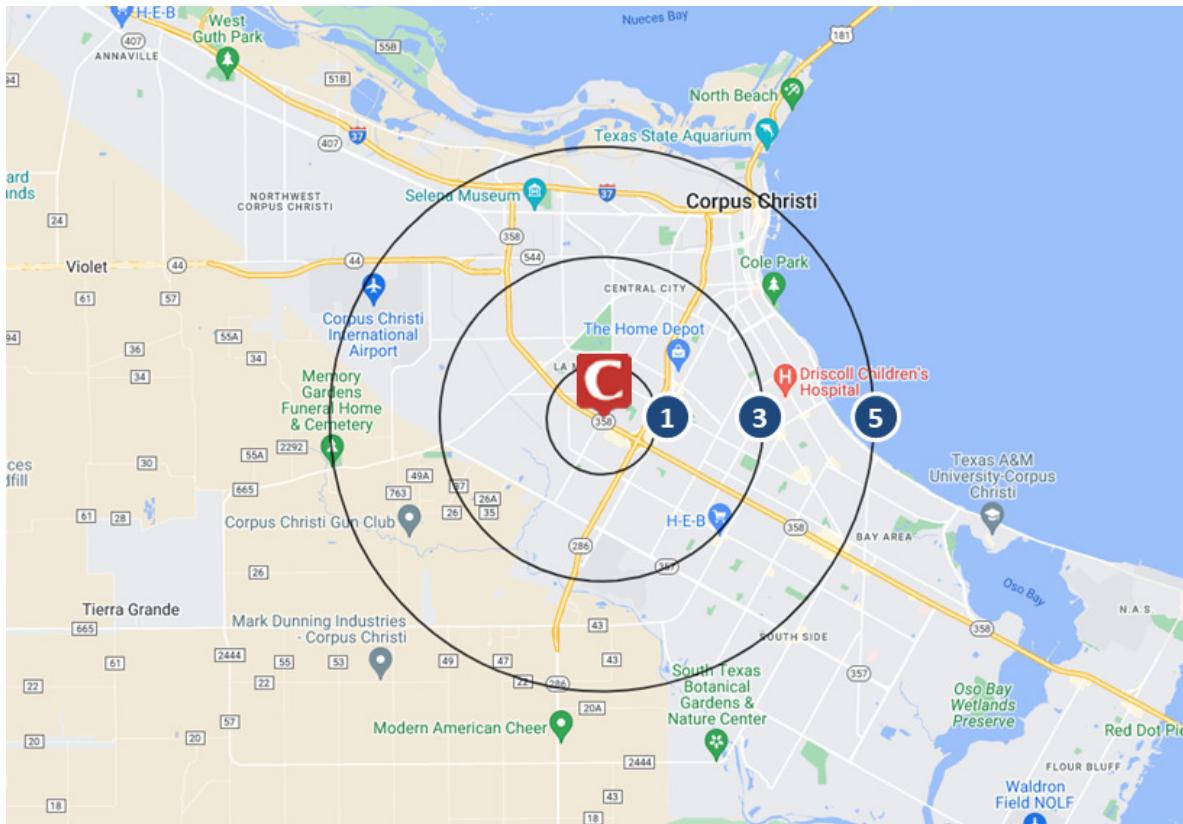 H-E-B
West
Guth Park
407
ANNAVILLE
55B
Nueces Bay
181
94
51B
37
407
North Beach
Texas State Aquarium
NORTHWEST
CORPUS CHRISTI
Selena Museum
37
Corpus Christi
24
358
544
Violet
44
44
Cole Park
61
57
CENTRAL CITY
Corpus Christi
International
Airport
55A
34
36
34
The Home Depot
C
Driscoll Children's
Hospital
Memory
Gardens
Funeral Home
& Cemetery
1
3
5
358
2292
55A
30
665
49A
763
26A
26
35
Texas A&M
University-Corpus
Christi
61
28
Corpus Christi Gun Club
H-E-B
358
BAY AREA
286
357
26
Oso Bay
Tierra Grande
N.A.S.
665
Mark Dunning Industries
- Corpus Christi
43
SOUTH SIDE
358
61
2444
55
53
49
47
43
22
22
22
286
357
South Texas
Botanical
Gardens &
Nature Center
20A
Oso Bay
Wetlands
Preserve
57
20
20
Modern American Cheer
Red Dot Pie
2444
FLOUR BLUFF
43
Waldron
Field NOLF
18
18